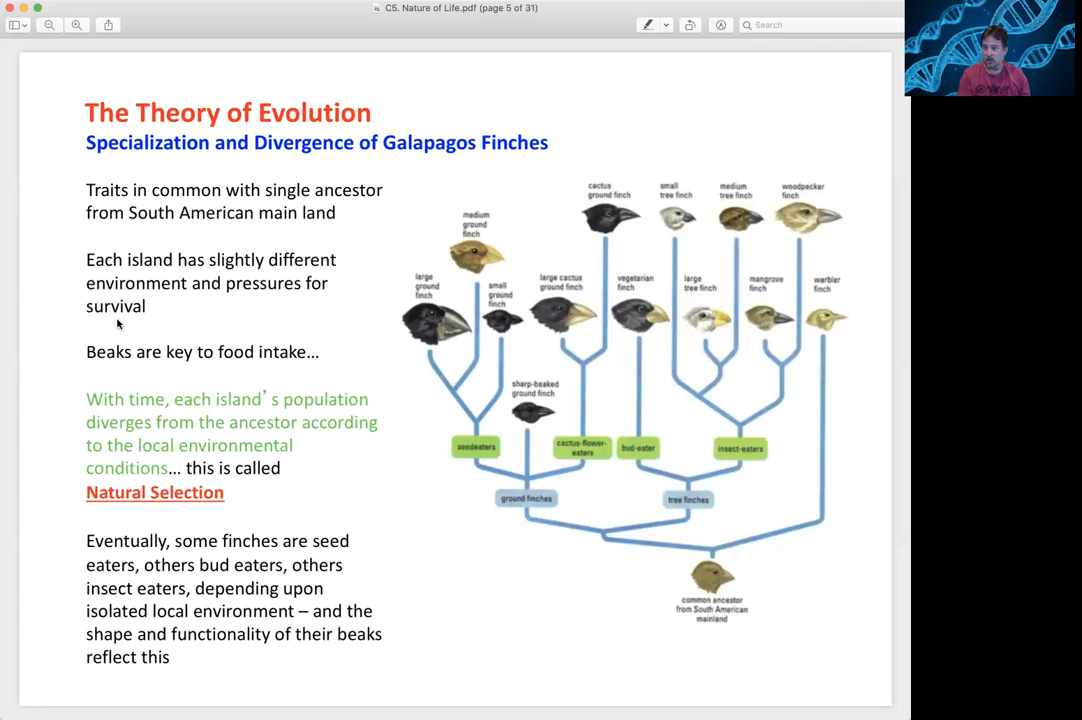 C5. Nature of Life.pdf (page 5 of 31)
Search
The Theory of Evolution
Specialization and Divergence of Galapagos Finches
Traits in common with single ancestor
from South American main land
Each island has slightly different
environment and pressures for
survival
Beaks are key to food intake...
With time, each island's population
diverges from the ancestor according
to the local environmental
conditions... this is called
Natural Selection
Eventually, some finches are seed
eaters, others bud eaters, others
insect eaters, depending upon
isolated local environment – and the
shape and functionality of their beaks
reflect this
cactus
ground finch
small
tree finch
medium
tree finch
woodpecker
finch
medium
ground
finch
large
ground
finch
small
ground
finch
large cactus
ground finch
vegetarian
finch
large
tree finch
mangrove
finch
warbler
finch
sharp-beaked
ground finch
seedeaters
cactus-flower-
eaters
bud-eater
insect-eaters
ground finches
tree finches
common ancestor
from South American
mainland